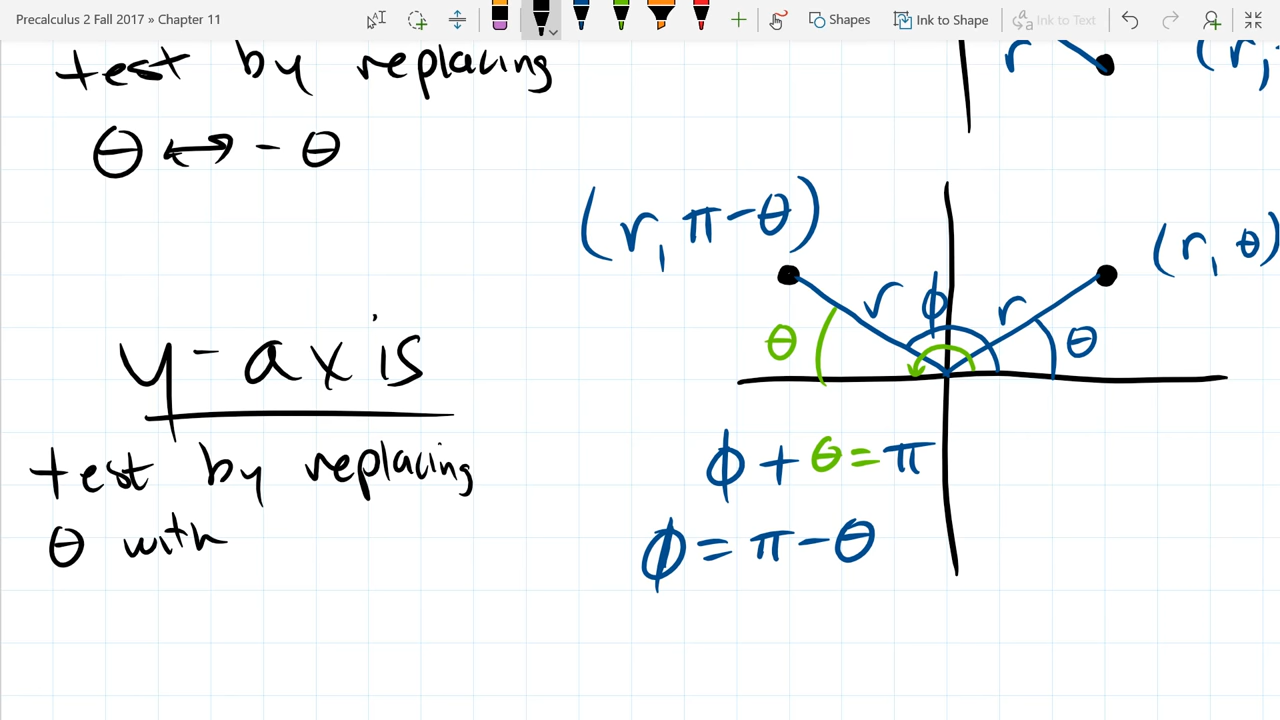 Precalculus 2 Fall 2017 » Chapter 11
Shapes
Ink to Shape
Ink to Text
test by replacing
θ ↔ - θ
r
(r,
(r, π-θ)
(r, θ)
r
ϕ
r
θ
θ
y-axis
ϕ + θ = π
test by replacing
θ with
ϕ = π - θ